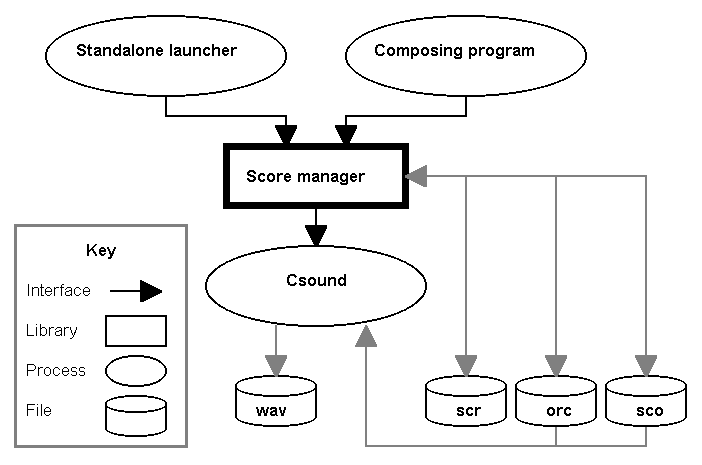 Standalone launcher
Composing program
Score manager
Key
Interface
Library
Process
File
Csound
wav
scr
orc
sco